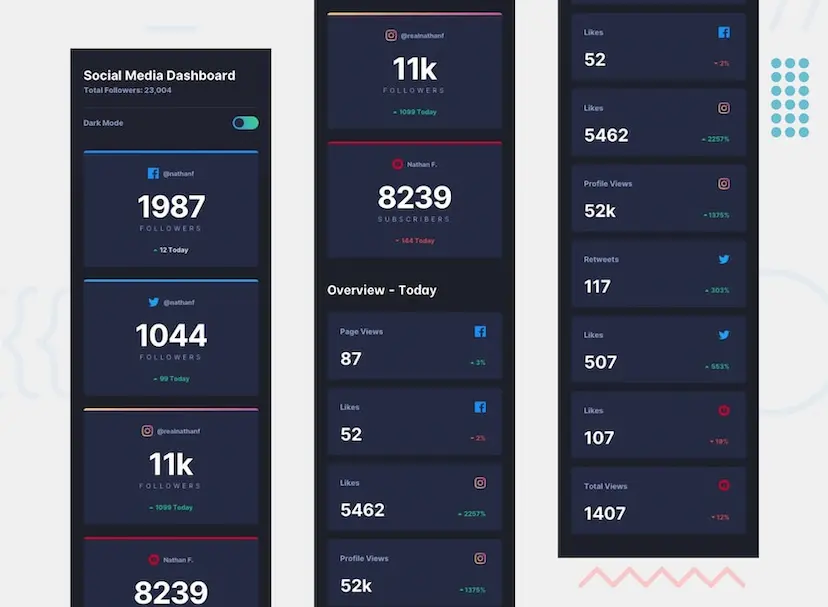 Social Media Dashboard
Total Followers: 23,004
Dark Mode
@nathanf
1987
FOLLOWERS
12 Today
@nathanf
1044
FOLLOWERS
99 Today
@realnathanf
11k
FOLLOWERS
1099 Today
Nathan F.
8239
@realnathanf
11k
FOLLOWERS
1099 Today
Nathan F.
8239
SUBSCRIBERS
144 Today
Overview - Today
Page Views
87
3%
Likes
52
2%
Likes
5462
2257%
Profile Views
52k
1375%
Likes
52
2%
Likes
5462
2257%
Profile Views
52k
1375%
Retweets
117
303%
Likes
507
553%
Likes
107
19%
Total Views
1407
12%